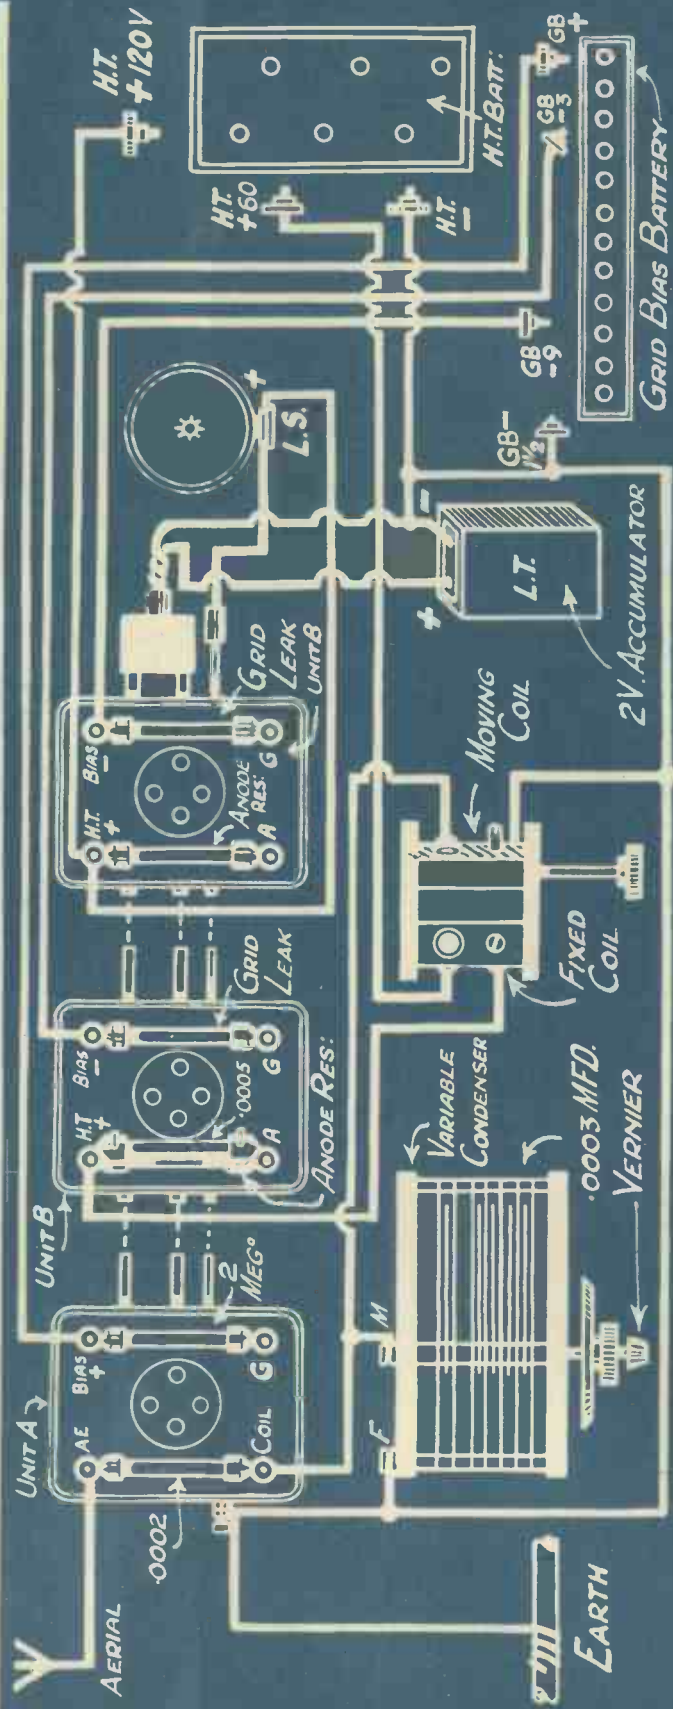 UNIT A
AE
BIAS
+
.0002
COIL
G
2
MEG°
AERIAL
EARTH
F
M
VARIABLE
CONDENSER
.0003 MFD.
VERNIER
UNIT B
H.T
+
BIAS
-
.0005
A
G
GRID
LEAK
ANODE RES:
FIXED
COIL
MOVING
COIL
H.T.
+
BIAS
-
ANODE
RES:
A
G
GRID
LEAK
UNIT B
+
L.S.
+
-
L.T.
2V. ACCUMULATOR
H.T.
+120V
H.T.
+60
H.T.
-
H.T. BATT:
GB-
1½
GB
-9
GB
-3
GB
+
GRID BIAS BATTERY